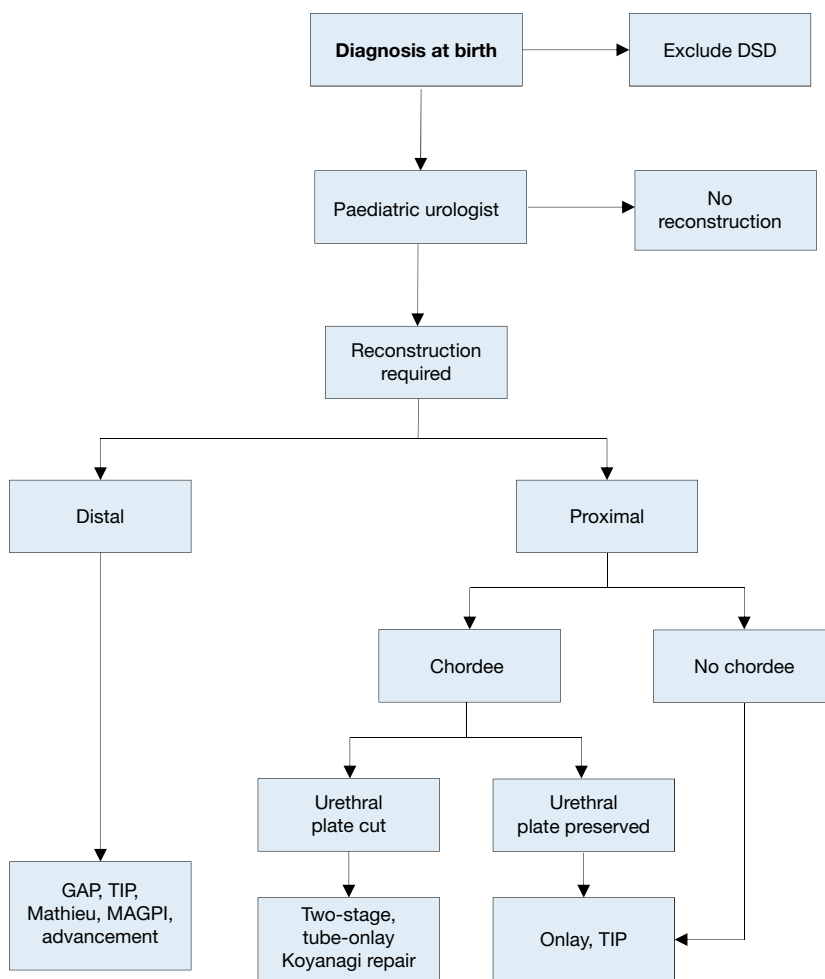 Diagnosis at birth
Exclude DSD
Paediatric urologist
No
reconstruction
Reconstruction
required
Distal
Proximal
Chordee
No chordee
Urethral
plate cut
Urethral
plate preserved
GAP, TIP,
Mathieu, MAGPI,
advancement
Two-stage,
tube-onlay
Koyanagi repair
Onlay, TIP